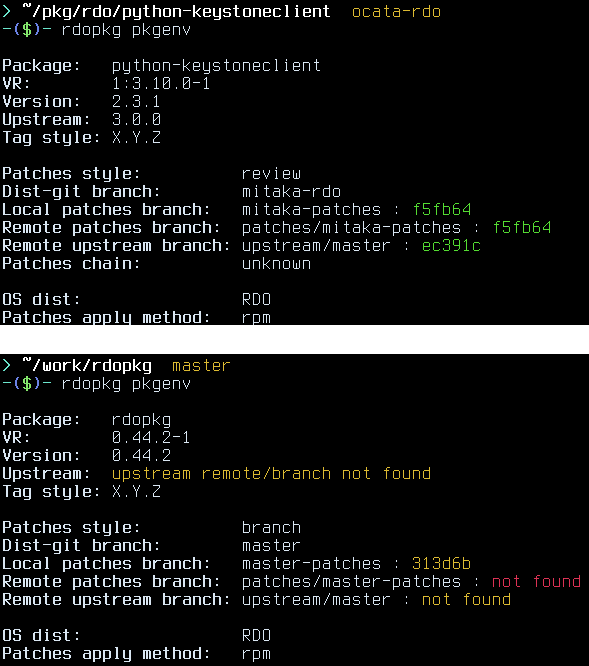 > ~/pkg/rdo/python-keystoneclient  ocata-rdo
-($)- rdopkg pkgenv

Package:   python-keystoneclient
VR:        1:3.10.0-1
Version:   2.3.1
Upstream:  3.0.0
Tag style: X.Y.Z

Patches style:          review
Dist-git branch:        mitaka-rdo
Local patches branch:   mitaka-patches : f5fb64
Remote patches branch:  patches/mitaka-patches : f5fb64
Remote upstream branch: upstream/master : ec391c
Patches chain:          unknown

OS dist:                RDO
Patches apply method:   rpm

> ~/work/rdopkg  master
-($)- rdopkg pkgenv

Package:   rdopkg
VR:        0.44.2-1
Version:   0.44.2
Upstream:  upstream remote/branch not found
Tag style: X.Y.Z

Patches style:          branch
Dist-git branch:        master
Local patches branch:   master-patches : 313d6b
Remote patches branch:  patches/master-patches : not found
Remote upstream branch: upstream/master : not found

OS dist:                RDO
Patches apply method:   rpm